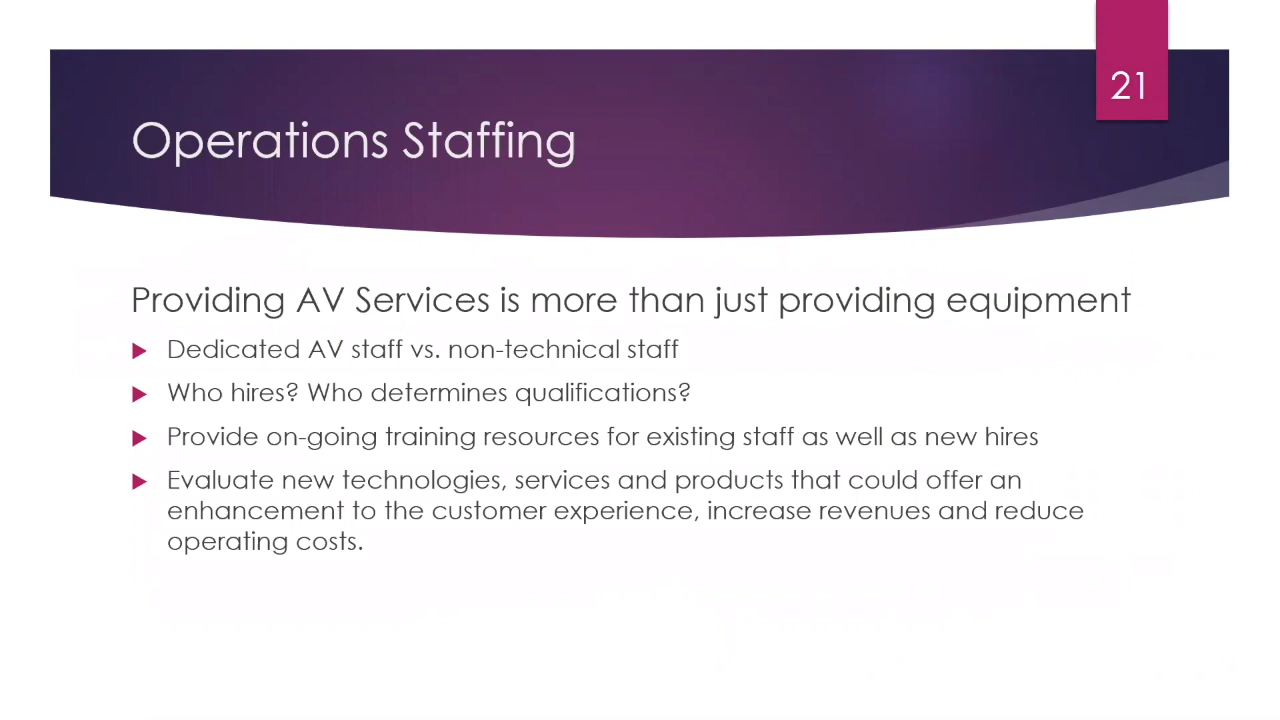 21
Operations Staffing
Providing AV Services is more than just providing equipment
Dedicated AV staff vs. non-technical staff
Who hires? Who determines qualifications?
Provide on-going training resources for existing staff as well as new hires
Evaluate new technologies, services and products that could offer an
enhancement to the customer experience, increase revenues and reduce
operating costs.